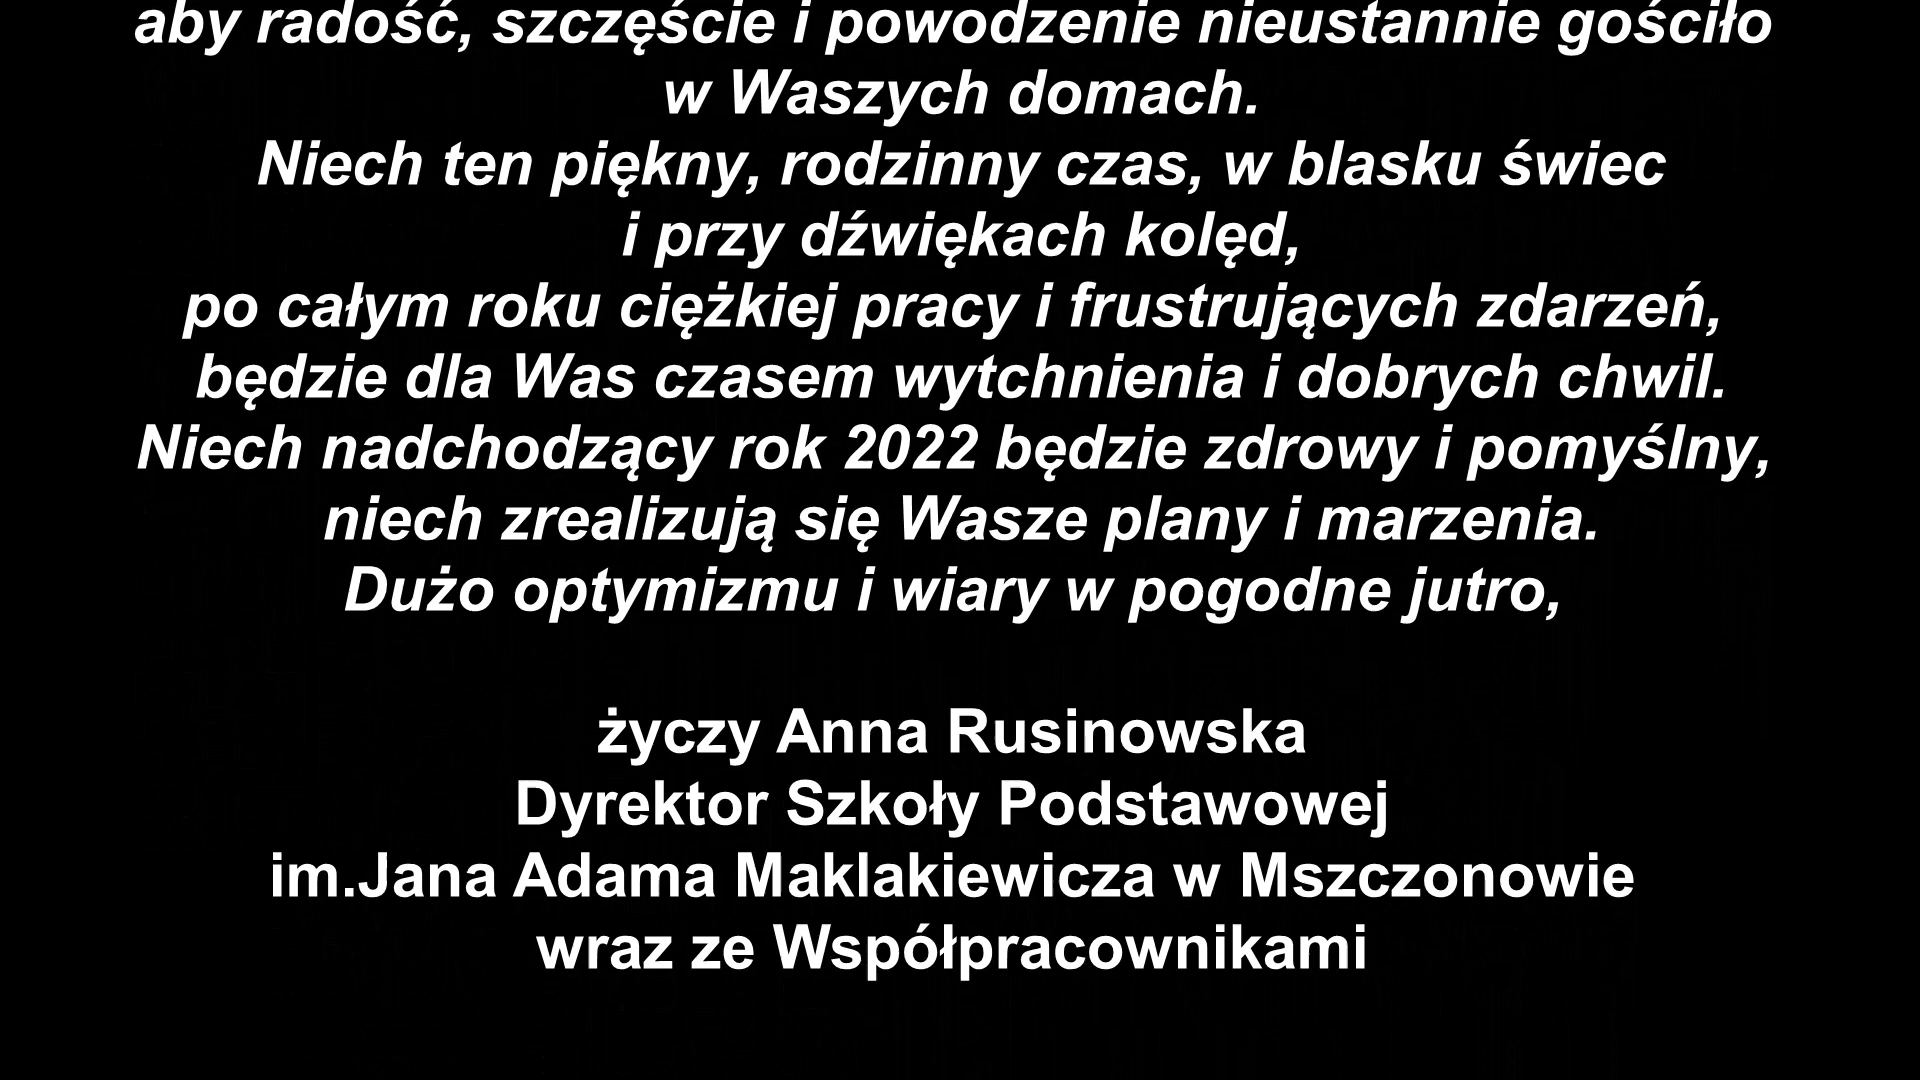 aby radość, szczęście i powodzenie nieustannie gościło
w Waszych domach.
Niech ten piękny, rodzinny czas, w blasku świec
i przy dźwiękach kolęd,
po całym roku ciężkiej pracy i frustrujących zdarzeń,
będzie dla Was czasem wytchnienia i dobrych chwil.
Niech nadchodzący rok 2022 będzie zdrowy i pomyślny,
niech zrealizują się Wasze plany i marzenia.
Dużo optymizmu i wiary w pogodne jutro,
życzy Anna Rusinowska
Dyrektor Szkoły Podstawowej
im.Jana Adama Maklakiewicza w Mszczonowie
wraz ze Współpracownikami